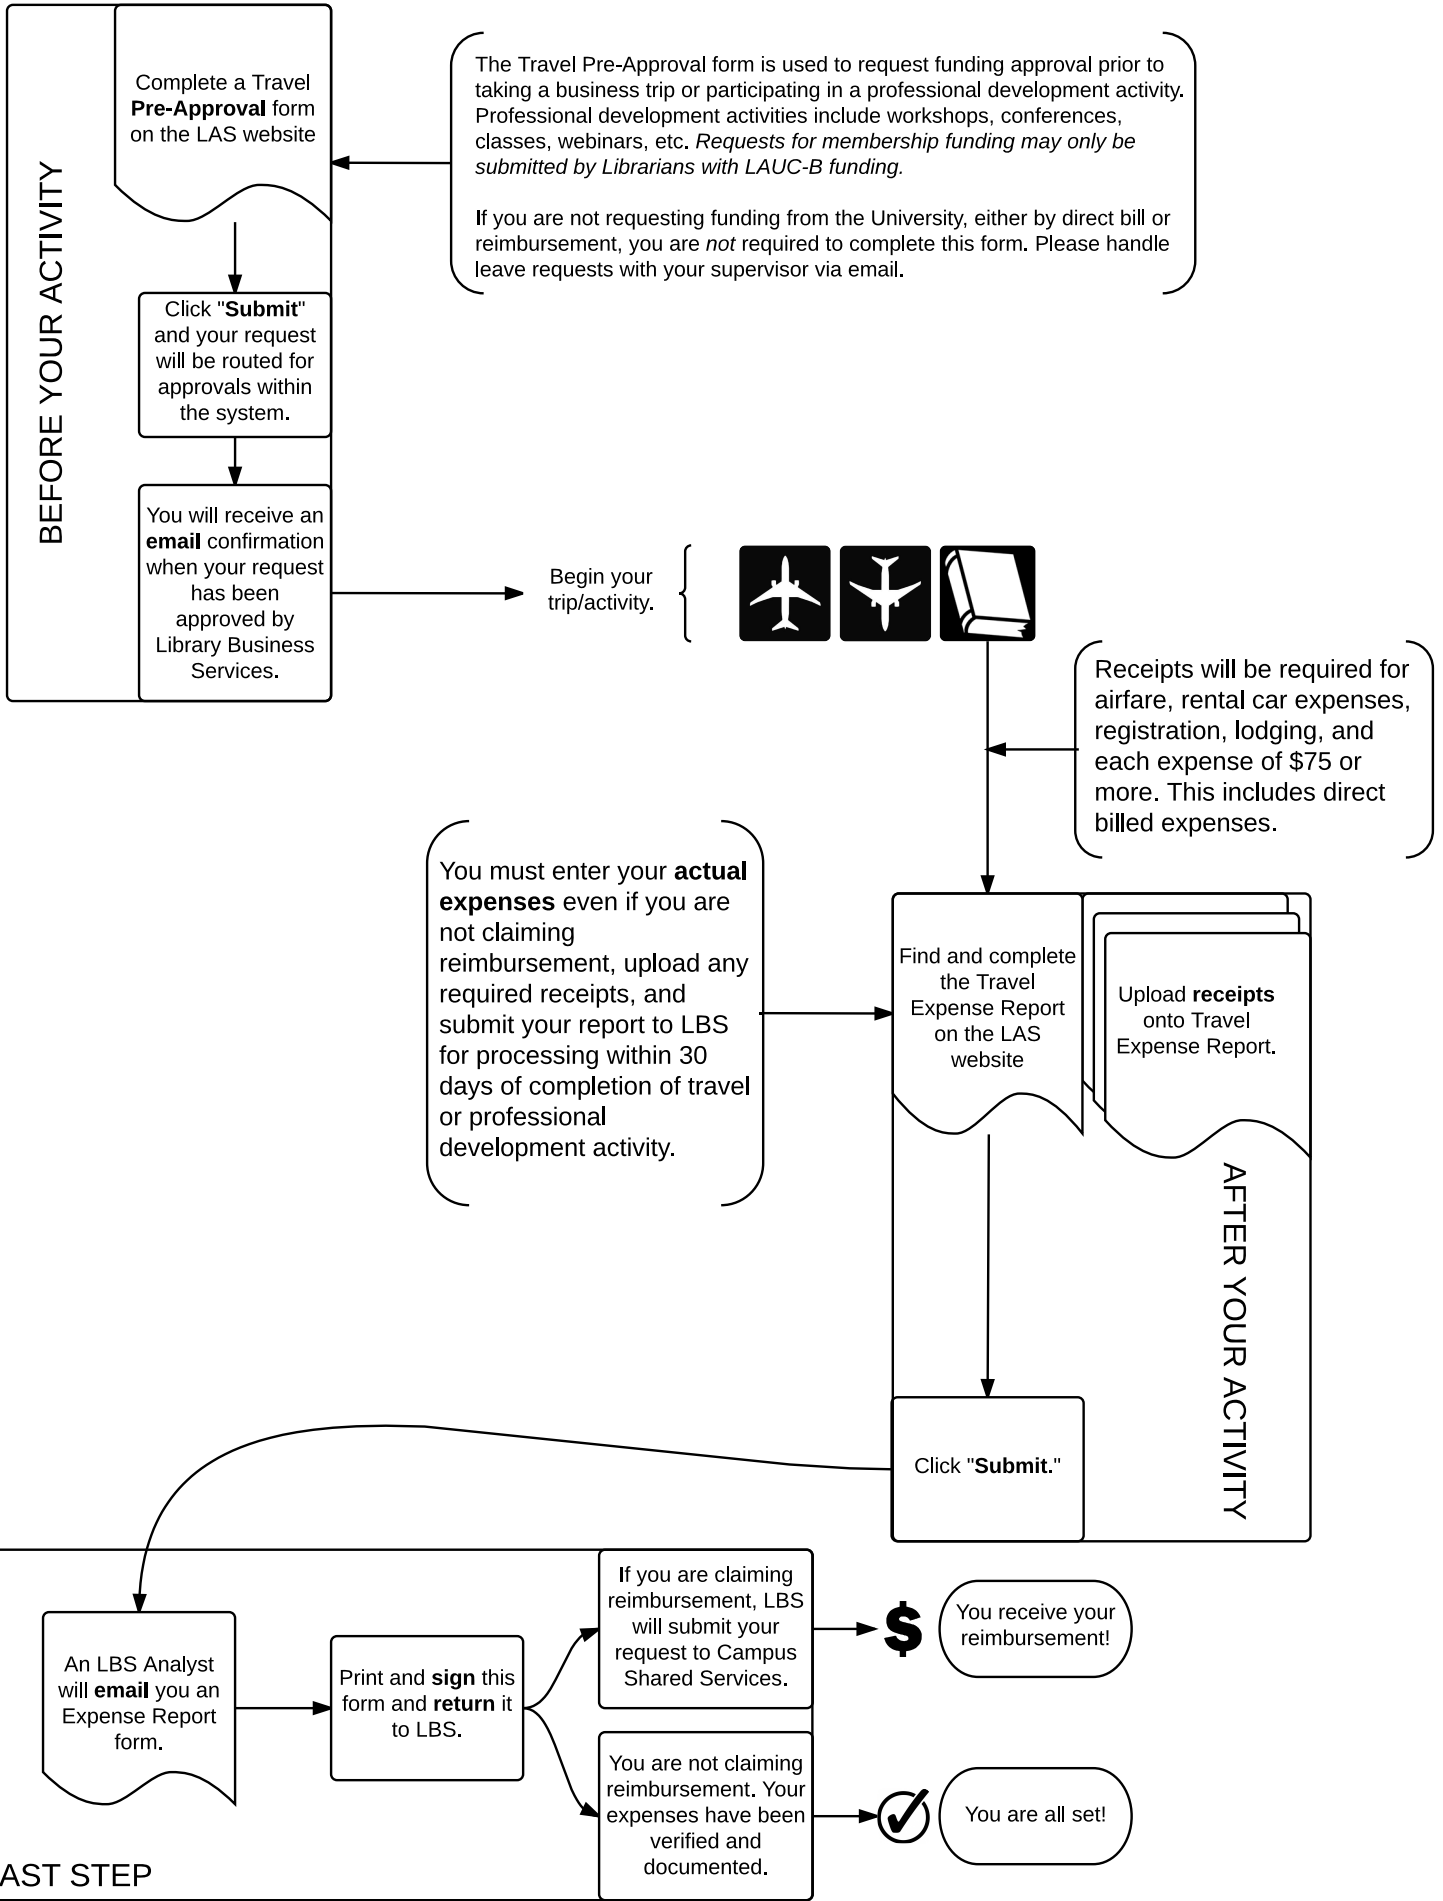 Complete a Travel
Pre-Approval form
on the LAS website
The Travel Pre-Approval form is used to request funding approval prior to
taking a business trip or participating in a professional development activity.
Professional development activities include workshops, conferences,
classes, webinars, etc. Requests for membership funding may only be
submitted by Librarians with LAUC-B funding.
If you are not requesting funding from the University, either by direct bill or
reimbursement, you are not required to complete this form. Please handle
leave requests with your supervisor via email.
BEFORE YOUR ACTIVITY
Click "Submit"
and your request
will be routed for
approvals within
the system.
You will receive an
email confirmation
when your request
has been
approved by
Library Business
Services.
Begin your
trip/activity.
Receipts will be required for
airfare, rental car expenses,
registration, lodging, and
each expense of $75 or
more. This includes direct
billed expenses.
You must enter your actual
expenses even if you are
not claiming
reimbursement, upload any
required receipts, and
submit your report to LBS
for processing within 30
days of completion of travel
or professional
development activity.
Find and complete
the Travel
Expense Report
on the LAS
website
Upload receipts
onto Travel
Expense Report.
AFTER YOUR ACTIVITY
Click "Submit."
An LBS Analyst
will email you an
Expense Report
form.
Print and sign this
form and return it
to LBS.
If you are claiming
reimbursement, LBS
will submit your
request to Campus
Shared Services.
$
You receive your
reimbursement!
You are not claiming
reimbursement. Your
expenses have been
verified and
documented.
You are all set!
AST STEP